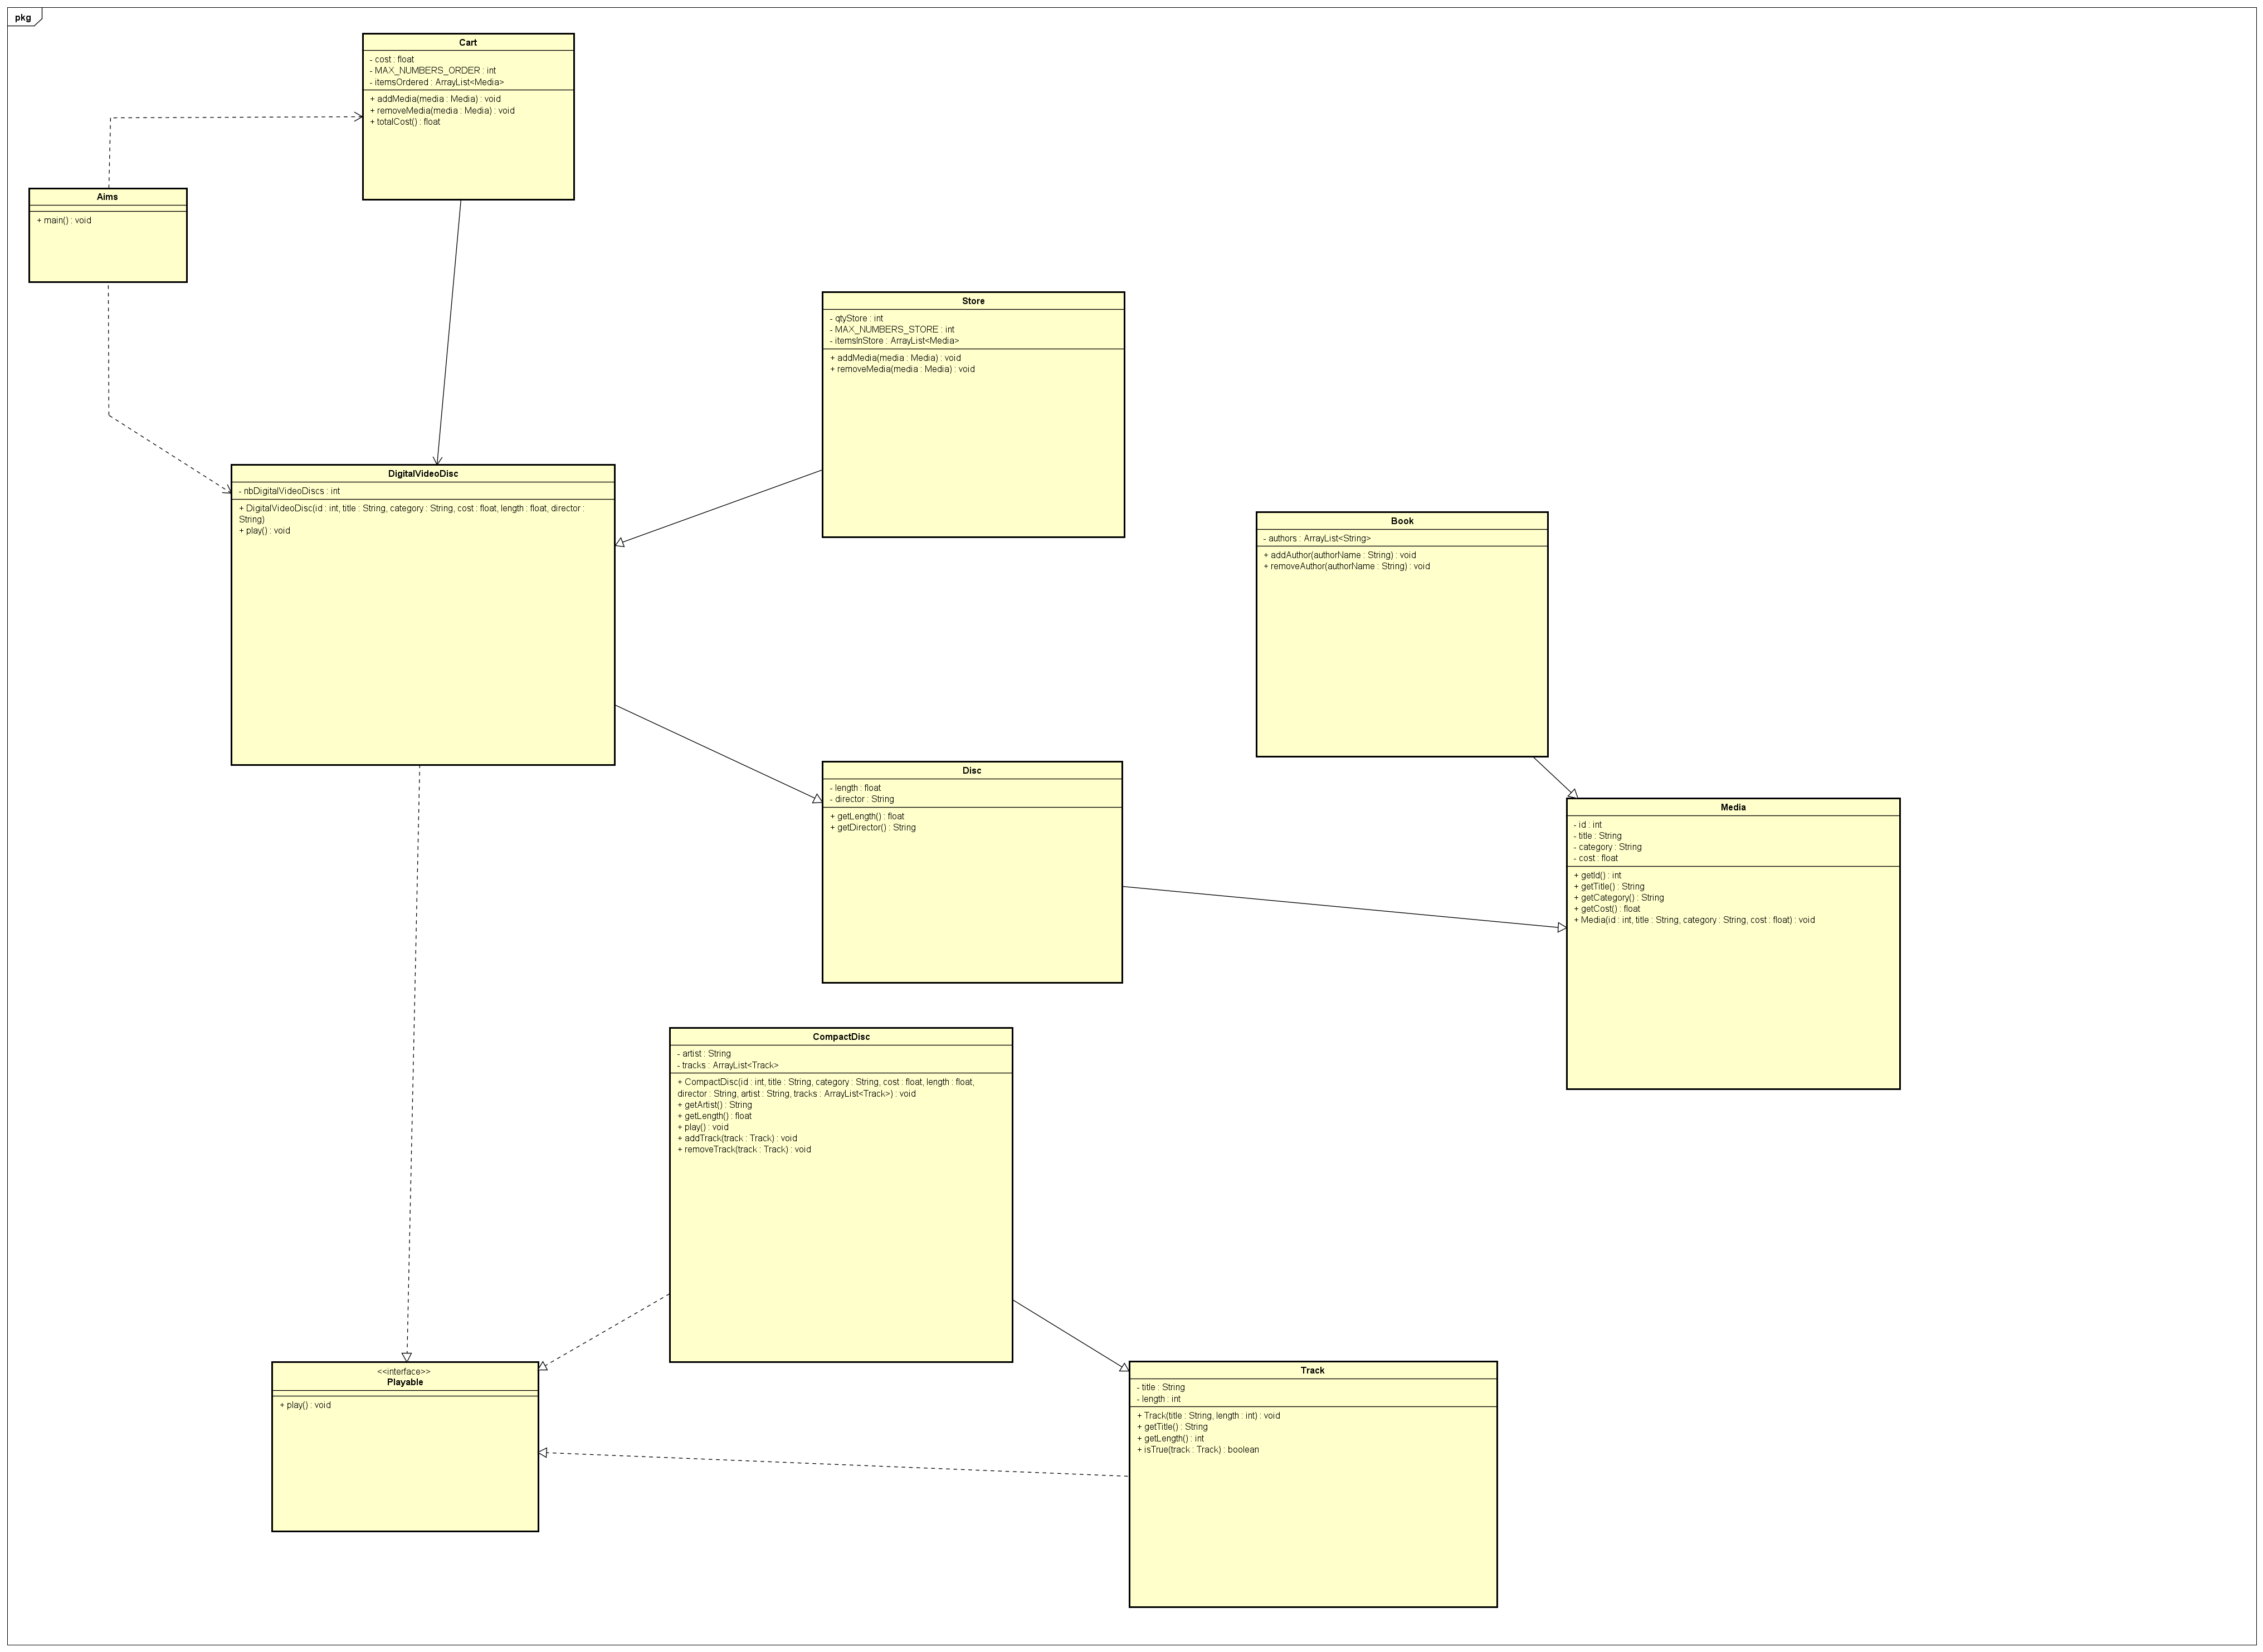 pkg
Cart
- cost : float
- MAX_NUMBERS_ORDER : int
- itemsOrdered : ArrayList<Media>
+ addMedia(media : Media) : void
+ removeMedia(media : Media) : void
+ totalCost() : float
Aims
+ main() : void
Store
- qtyStore : int
- MAX_NUMBERS_STORE : int
- itemsInStore : ArrayList<Media>
+ addMedia(media : Media) : void
+ removeMedia(media : Media) : void
DigitalVideoDisc
- nbDigitalVideoDiscs : int
+ DigitalVideoDisc(id : int, title : String, category : String, cost : float, length : float, director :
String)
+ play() : void
Book
- authors : ArrayList<String>
+ addAuthor(authorName : String) : void
+ removeAuthor(authorName : String) : void
Disc
- length : float
- director : String
+ getLength() : float
+ getDirector() : String
Media
- id : int
- title : String
- category : String
- cost : float
+ getId() : int
+ getTitle() : String
+ getCategory() : String
+ getCost() : float
+ Media(id : int, title : String, category : String, cost : float) : void
CompactDisc
- artist : String
- tracks : ArrayList<Track>
+ CompactDisc(id : int, title : String, category : String, cost : float, length : float,
director : String, artist : String, tracks : ArrayList<Track>) : void
+ getArtist() : String
+ getLength() : float
+ play() : void
+ addTrack(track : Track) : void
+ removeTrack(track : Track) : void
<<interface>>
Playable
+ play() : void
Track
- title : String
- length : int
+ Track(title : String, length : int) : void
+ getTitle() : String
+ getLength() : int
+ isTrue(track : Track) : boolean